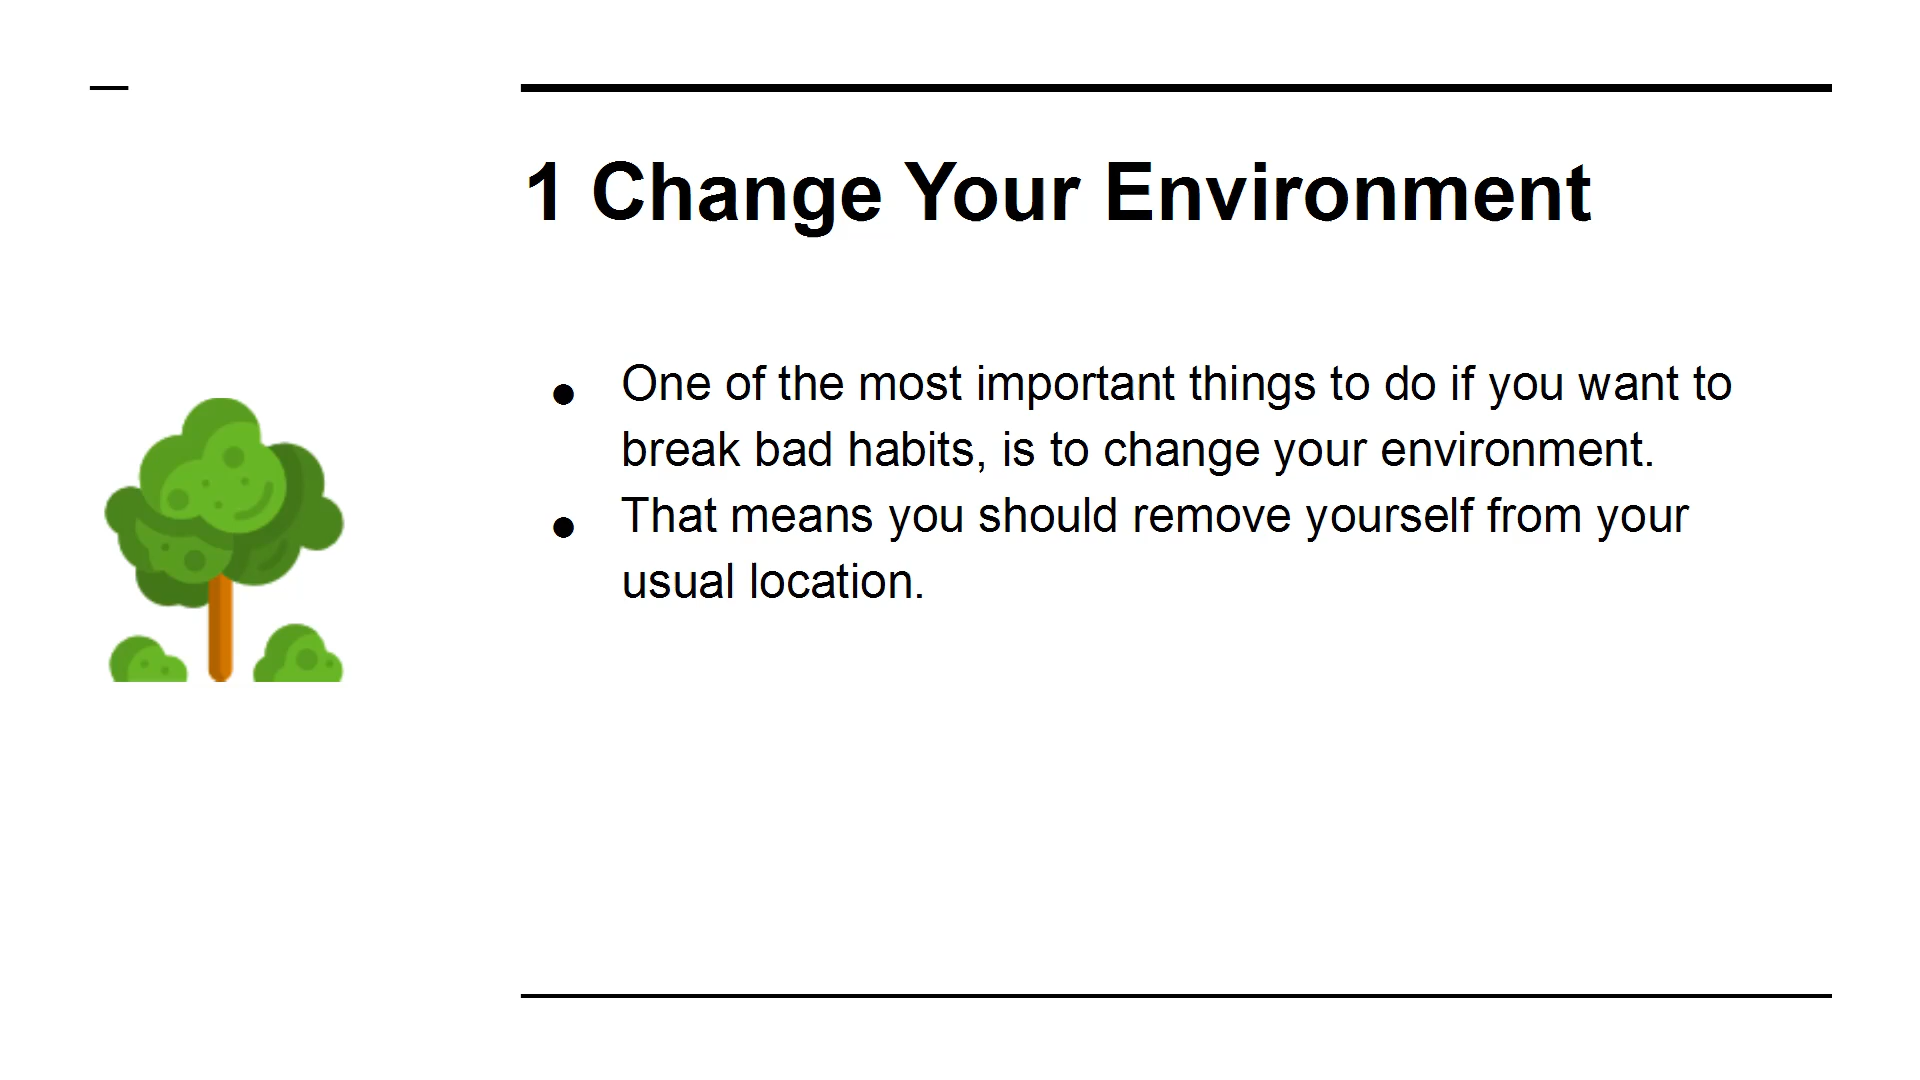 1 Change Your Environment
● One of the most important things to do if you want to
break bad habits, is to change your environment.
● That means you should remove yourself from your
usual location.